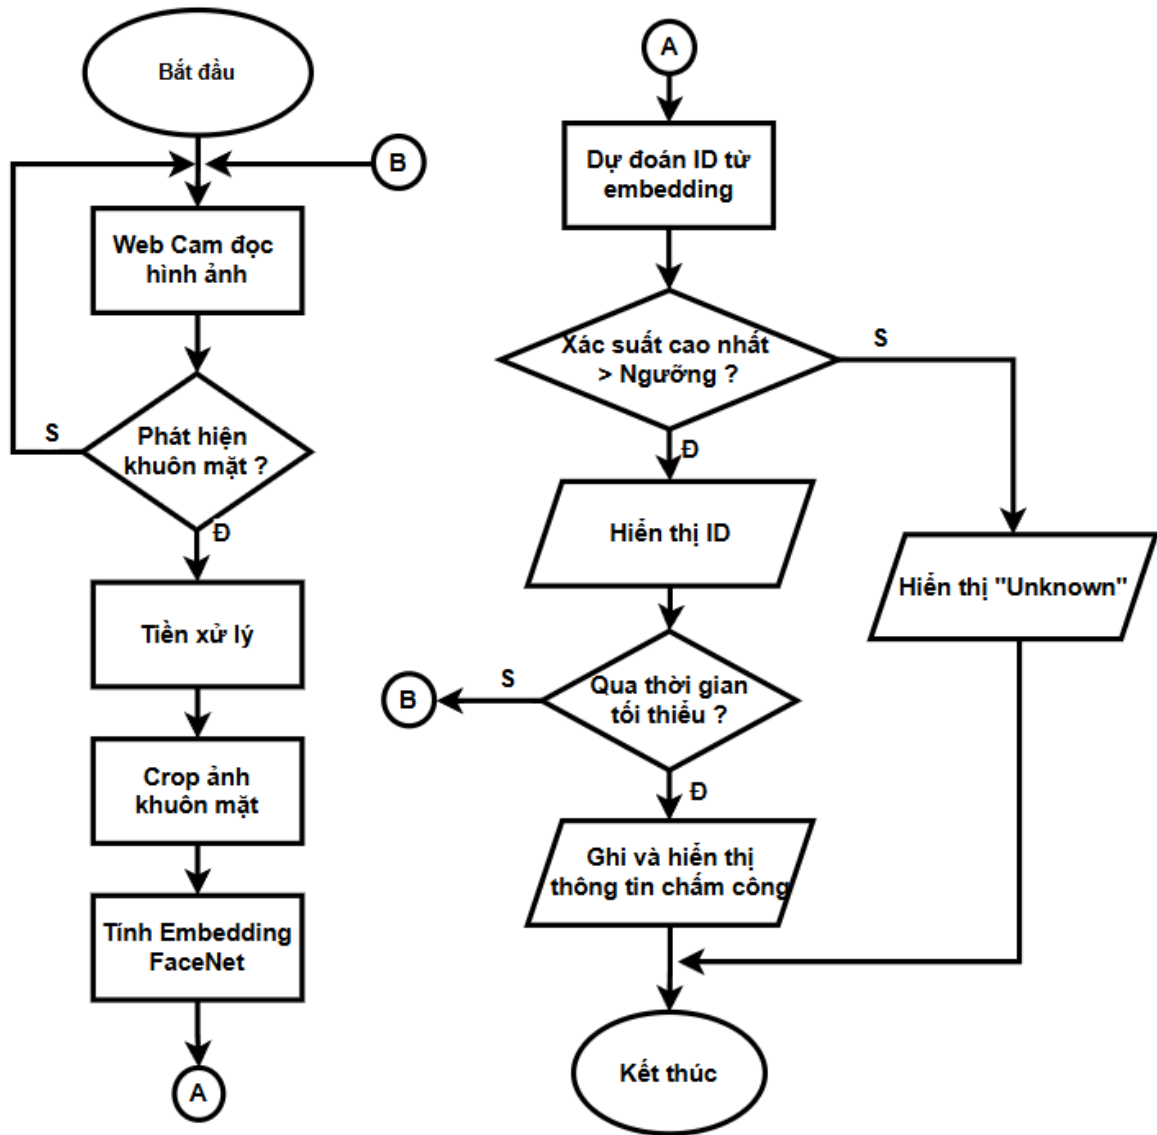 Bắt đầu
B
Web Cam đọc
hình ảnh
S
Phát hiện
khuôn mặt ?
Đ
Tiền xử lý
Crop ảnh
khuôn mặt
Tính Embedding
FaceNet
A
A
Dự đoán ID từ
embedding
Xác suất cao nhất
> Ngưỡng ?
S
Đ
Hiển thị ID
Hiển thị "Unknown"
Qua thời gian
tối thiểu ?
S
B
Đ
Ghi và hiển thị
thông tin chấm công
Kết thúc